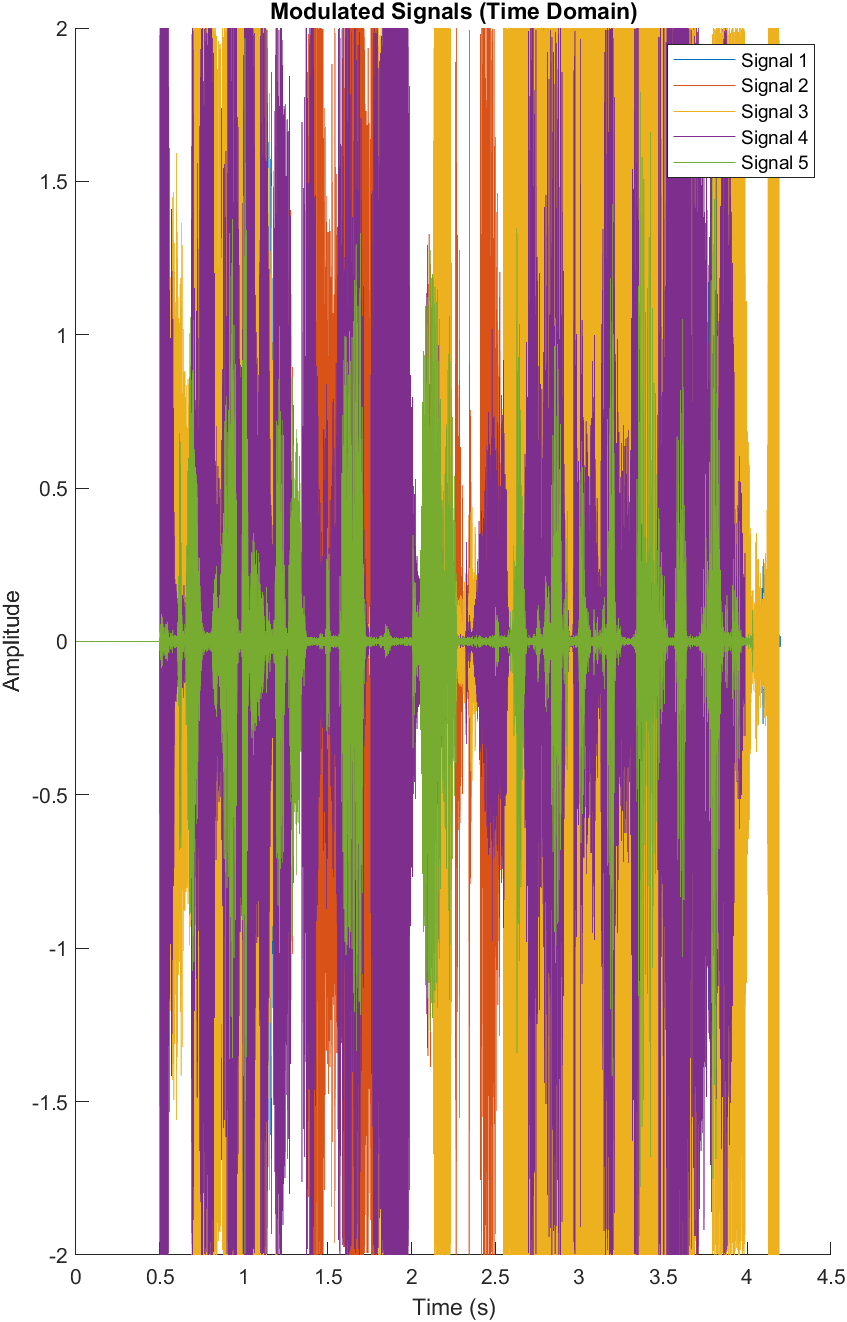 Modulated Signals (Time Domain)
2
1.5
1
0.5
0
-0.5
-1
-1.5
-2
Amplitude
Signal 1
Signal 2
Signal 3
Signal 4
Signal 5
0 0.5 1 1.5 2 2.5 3 3.5 4 4.5
Time (s)